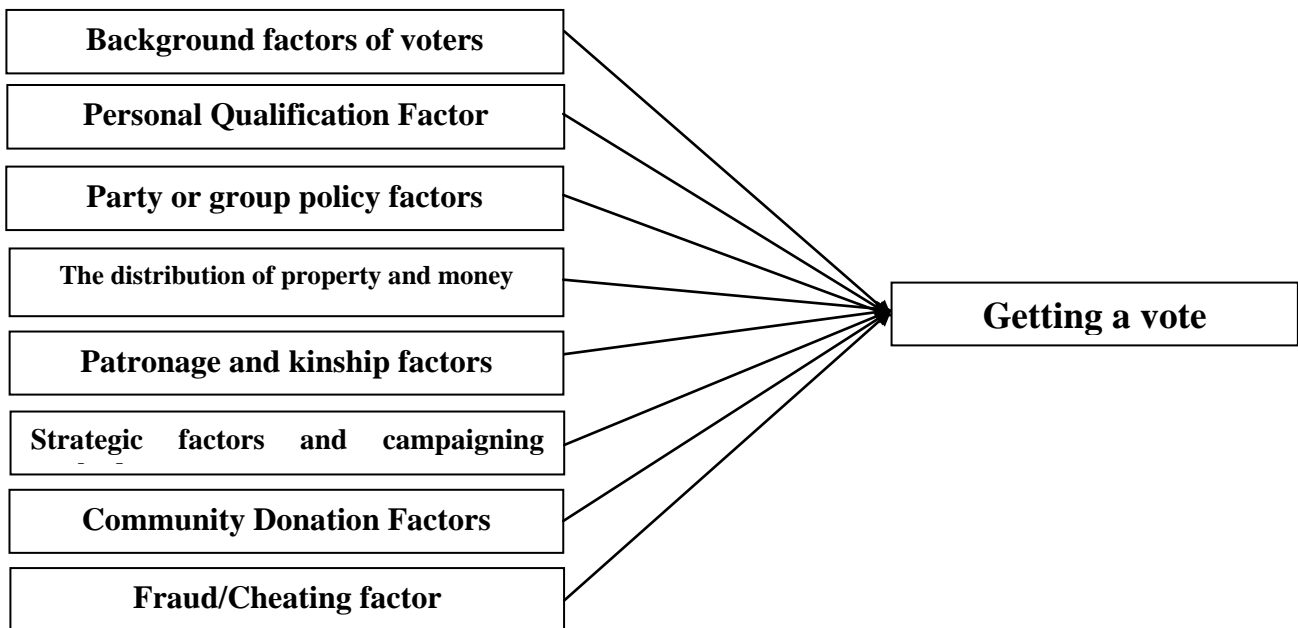 Background factors of voters
Personal Qualification Factor
Party or group policy factors
The distribution of property and money
Patronage and kinship factors
Strategic factors and campaigning
Community Donation Factors
Fraud/Cheating factor
Getting a vote